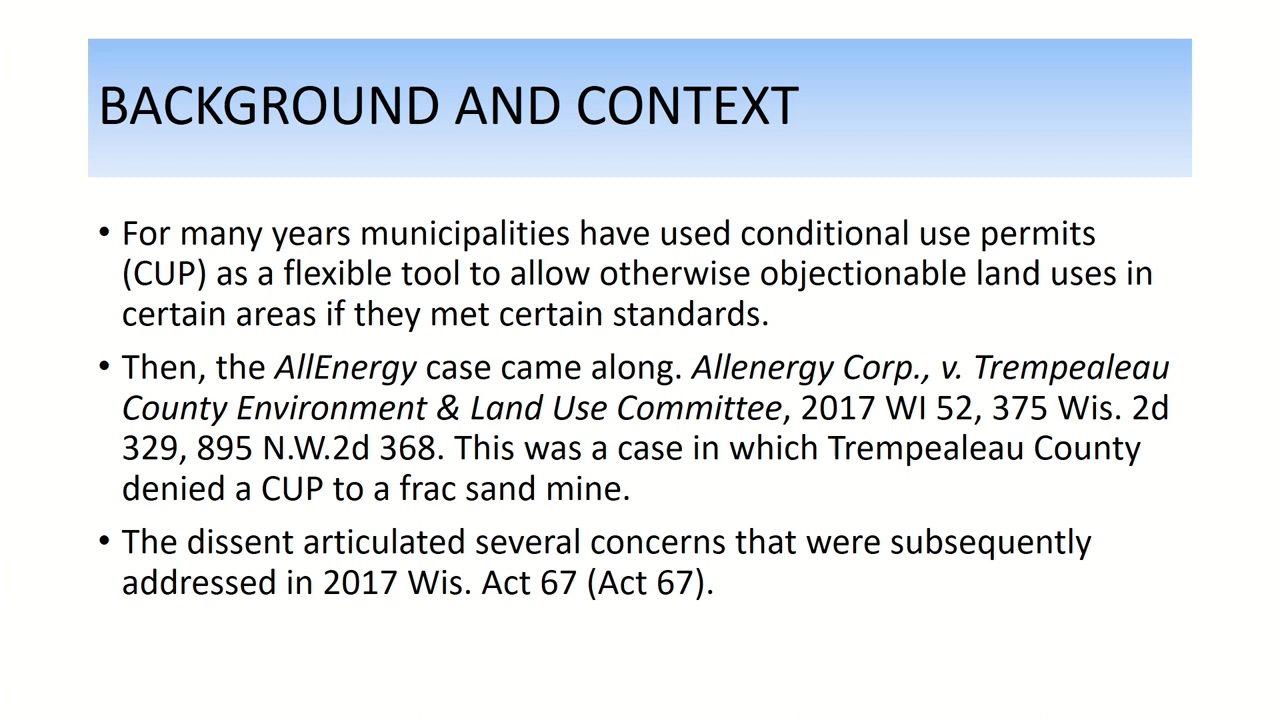 BACKGROUND AND CONTEXT
• For many years municipalities have used conditional use permits
(CUP) as a flexible tool to allow otherwise objectionable land uses in
certain areas if they met certain standards.
• Then, the AllEnergy case came along. Allenergy Corp., v. Trempealeau
County Environment & Land Use Committee, 2017 WI 52, 375 Wis. 2d
329, 895 N.W.2d 368. This was a case in which Trempealeau County
denied a CUP to a frac sand mine.
• The dissent articulated several concerns that were subsequently
addressed in 2017 Wis. Act 67 (Act 67).